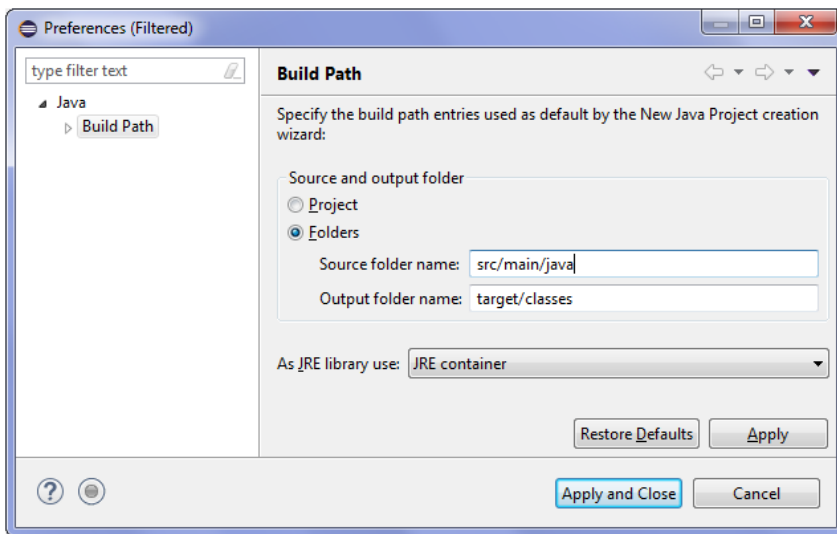 Preferences (Filtered)
type filter text
Java
Build Path
Build Path
Specify the build path entries used as default by the New Java Project creation
wizard:
Source and output folder
Project
Folders
Source folder name: src/main/java
Output folder name: target/classes
As JRE library use: JRE container
Restore Defaults Apply
Apply and Close Cancel